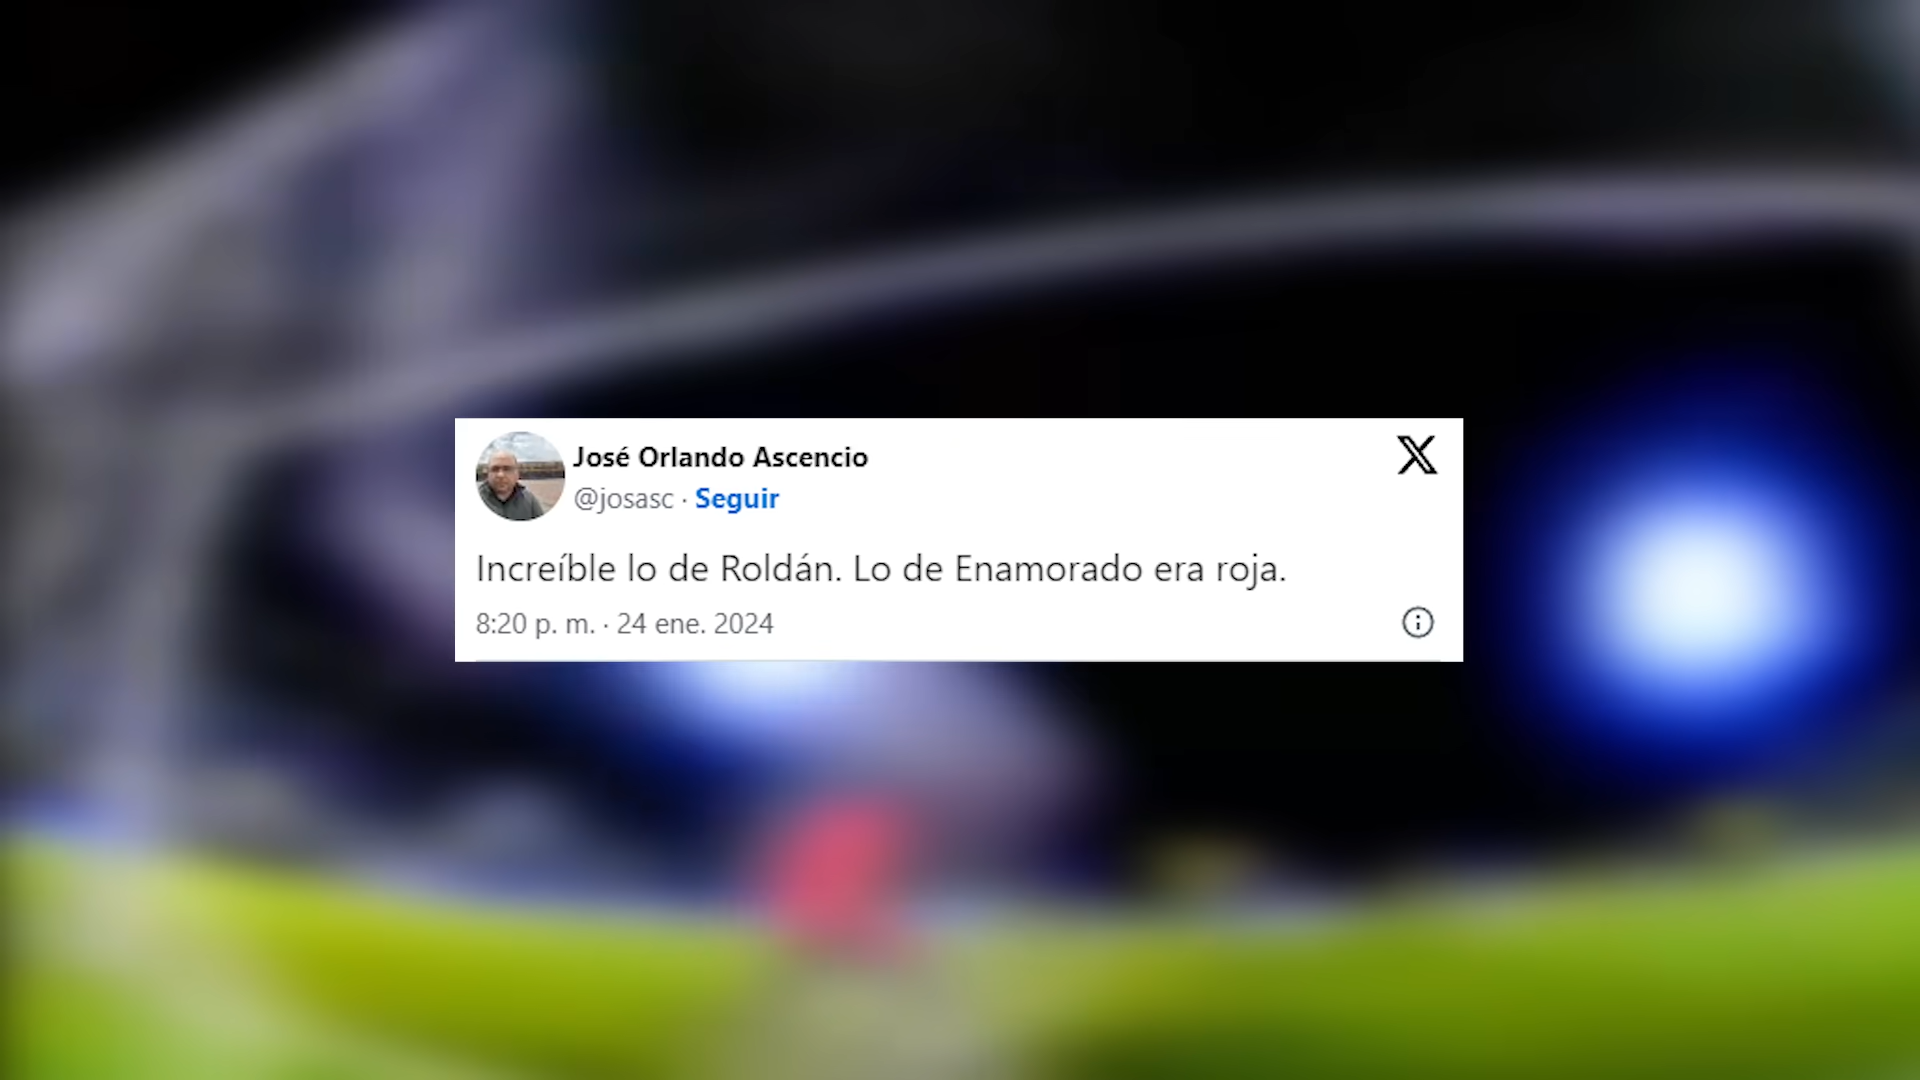 José Orlando Ascencio
@josasc · Seguir
Increíble lo de Roldán. Lo de Enamorado era roja.
8:20 p. m. · 24 ene. 2024